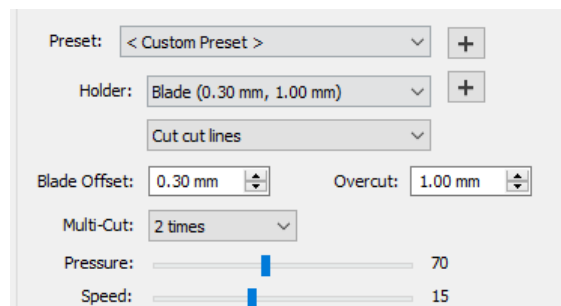 Preset: < Custom Preset > +
Holder: Blade (0.30 mm, 1.00 mm) +
Cut cut lines
Blade Offset: 0.30 mm Overcut: 1.00 mm
Multi-Cut: 2 times
Pressure: 70
Speed: 15